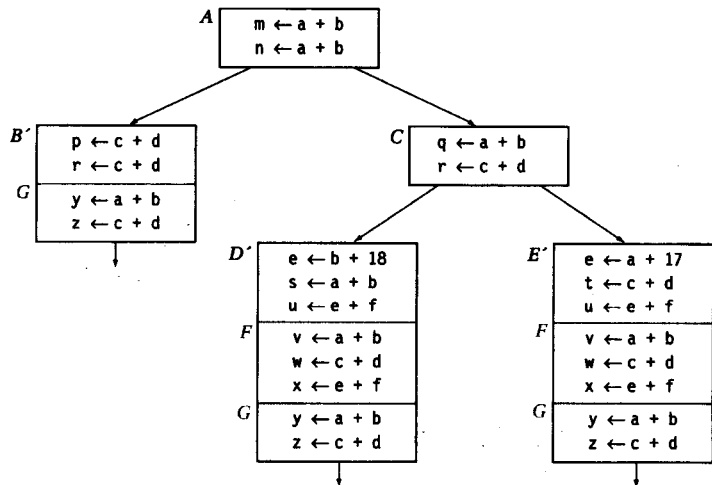 A
m ← a + b
n ← a + b
B′
p ← c + d
r ← c + d
G
y ← a + b
z ← c + d
C
q ← a + b
r ← c + d
D′
e ← b + 18
s ← a + b
u ← e + f
F
v ← a + b
w ← c + d
x ← e + f
G
y ← a + b
z ← c + d
E′
e ← a + 17
t ← c + d
u ← e + f
F
v ← a + b
w ← c + d
x ← e + f
G
y ← a + b
z ← c + d